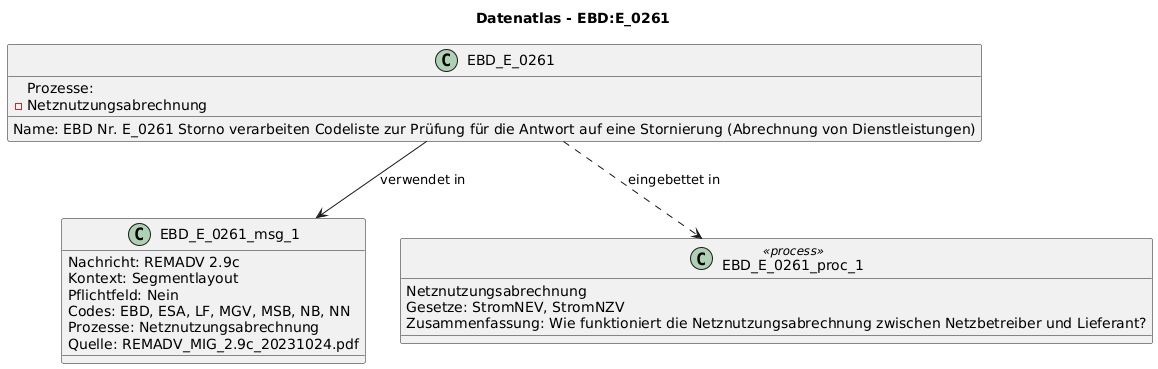 Datenatlas - EBD:E_0261
C EBD_E_0261
Prozesse:
Netznutzungsabrechnung
Name: EBD Nr. E_0261 Storno verarbeiten Codeliste zur Prüfung für die Antwort auf eine Stornierung (Abrechnung von Dienstleistungen)
verwendet in
eingebettet in
C EBD_E_0261_msg_1
Nachricht: REMADV 2.9c
Kontext: Segmentlayout
Pflichtfeld: Nein
Codes: EBD, ESA, LF, MGV, MSB, NB, NN
Prozesse: Netznutzungsabrechnung
Quelle: REMADV_MIG_2.9c_20231024.pdf
«process»
C EBD_E_0261_proc_1
Netznutzungsabrechnung
Gesetze: StromNEV, StromNZV
Zusammenfassung: Wie funktioniert die Netznutzungsabrechnung zwischen Netzbetreiber und Lieferant?